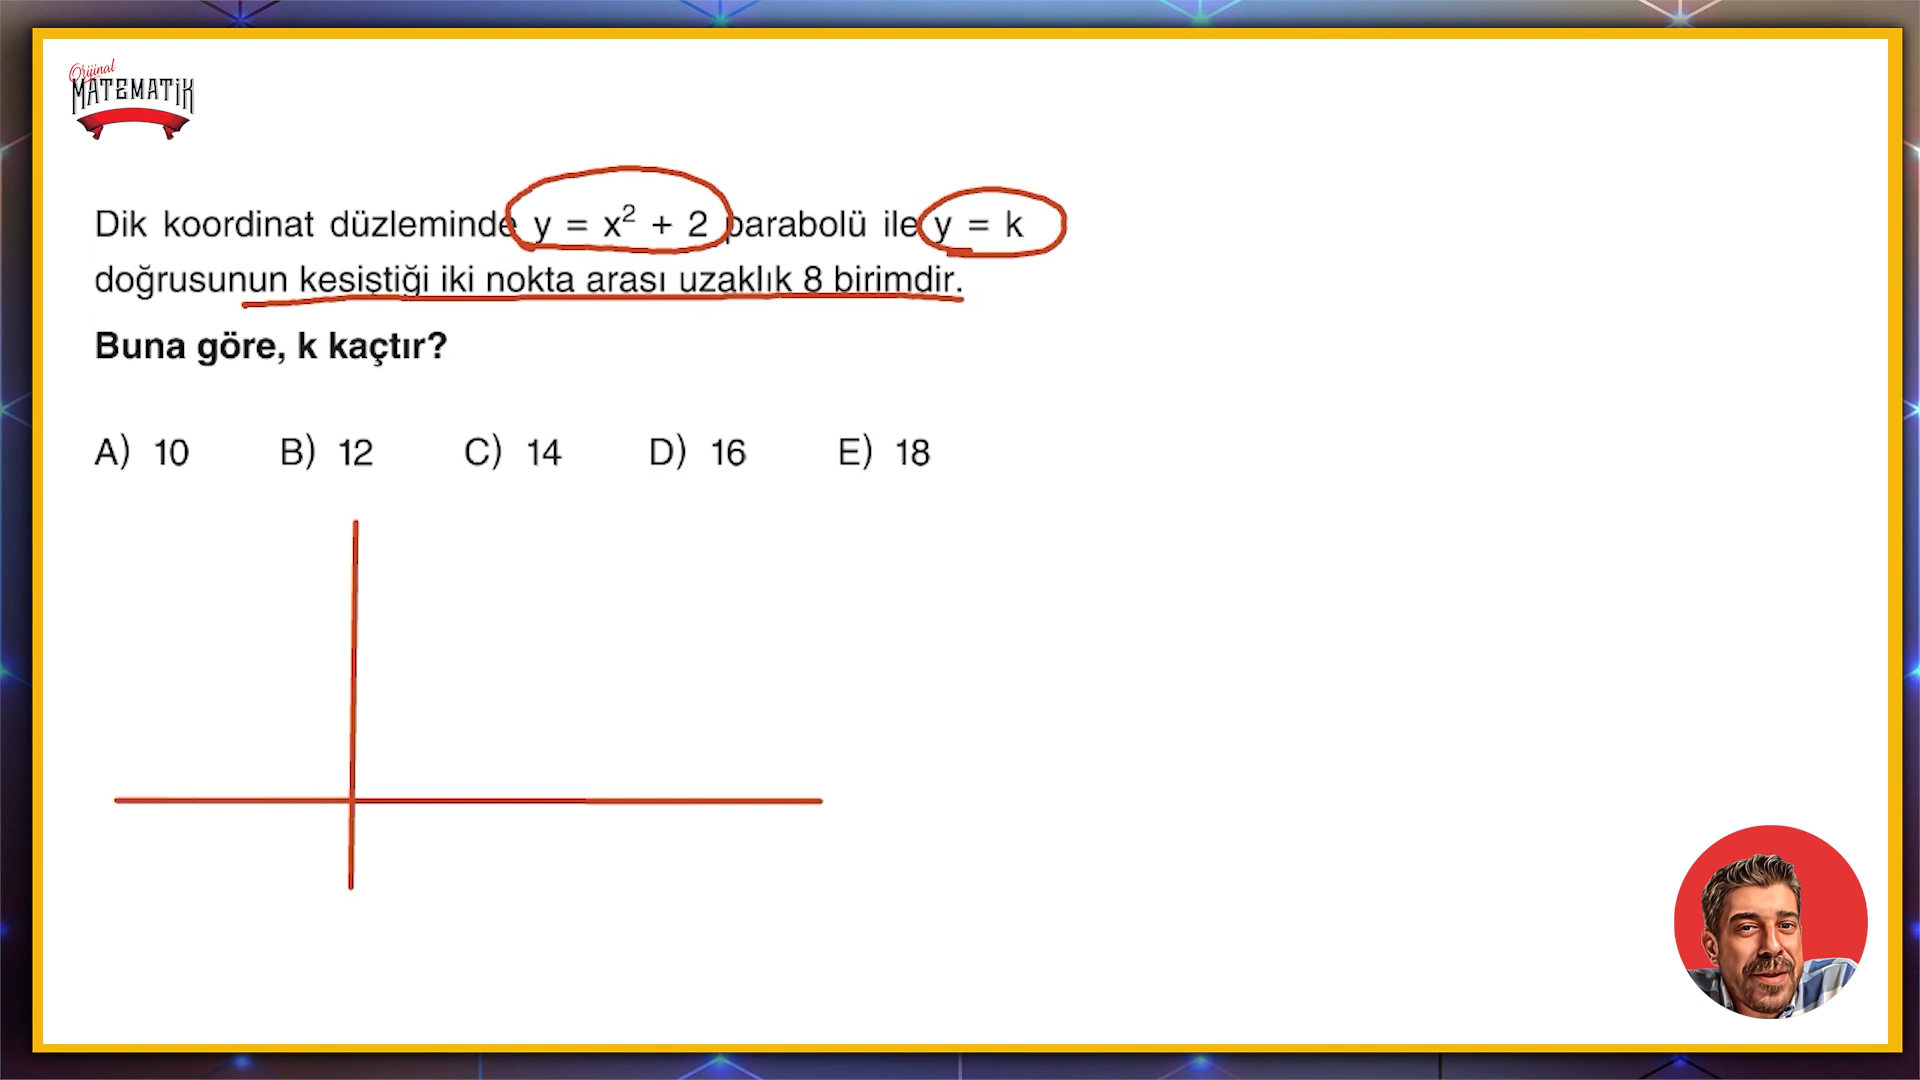 Orijinal
MATEMATİK
Dik koordinat düzleminde y = x² + 2 parabolü ile y = k
doğrusunun kesiştiği iki nokta arası uzaklık 8 birimdir.
Buna göre, k kaçtır?
A) 10 B) 12 C) 14 D) 16 E) 18